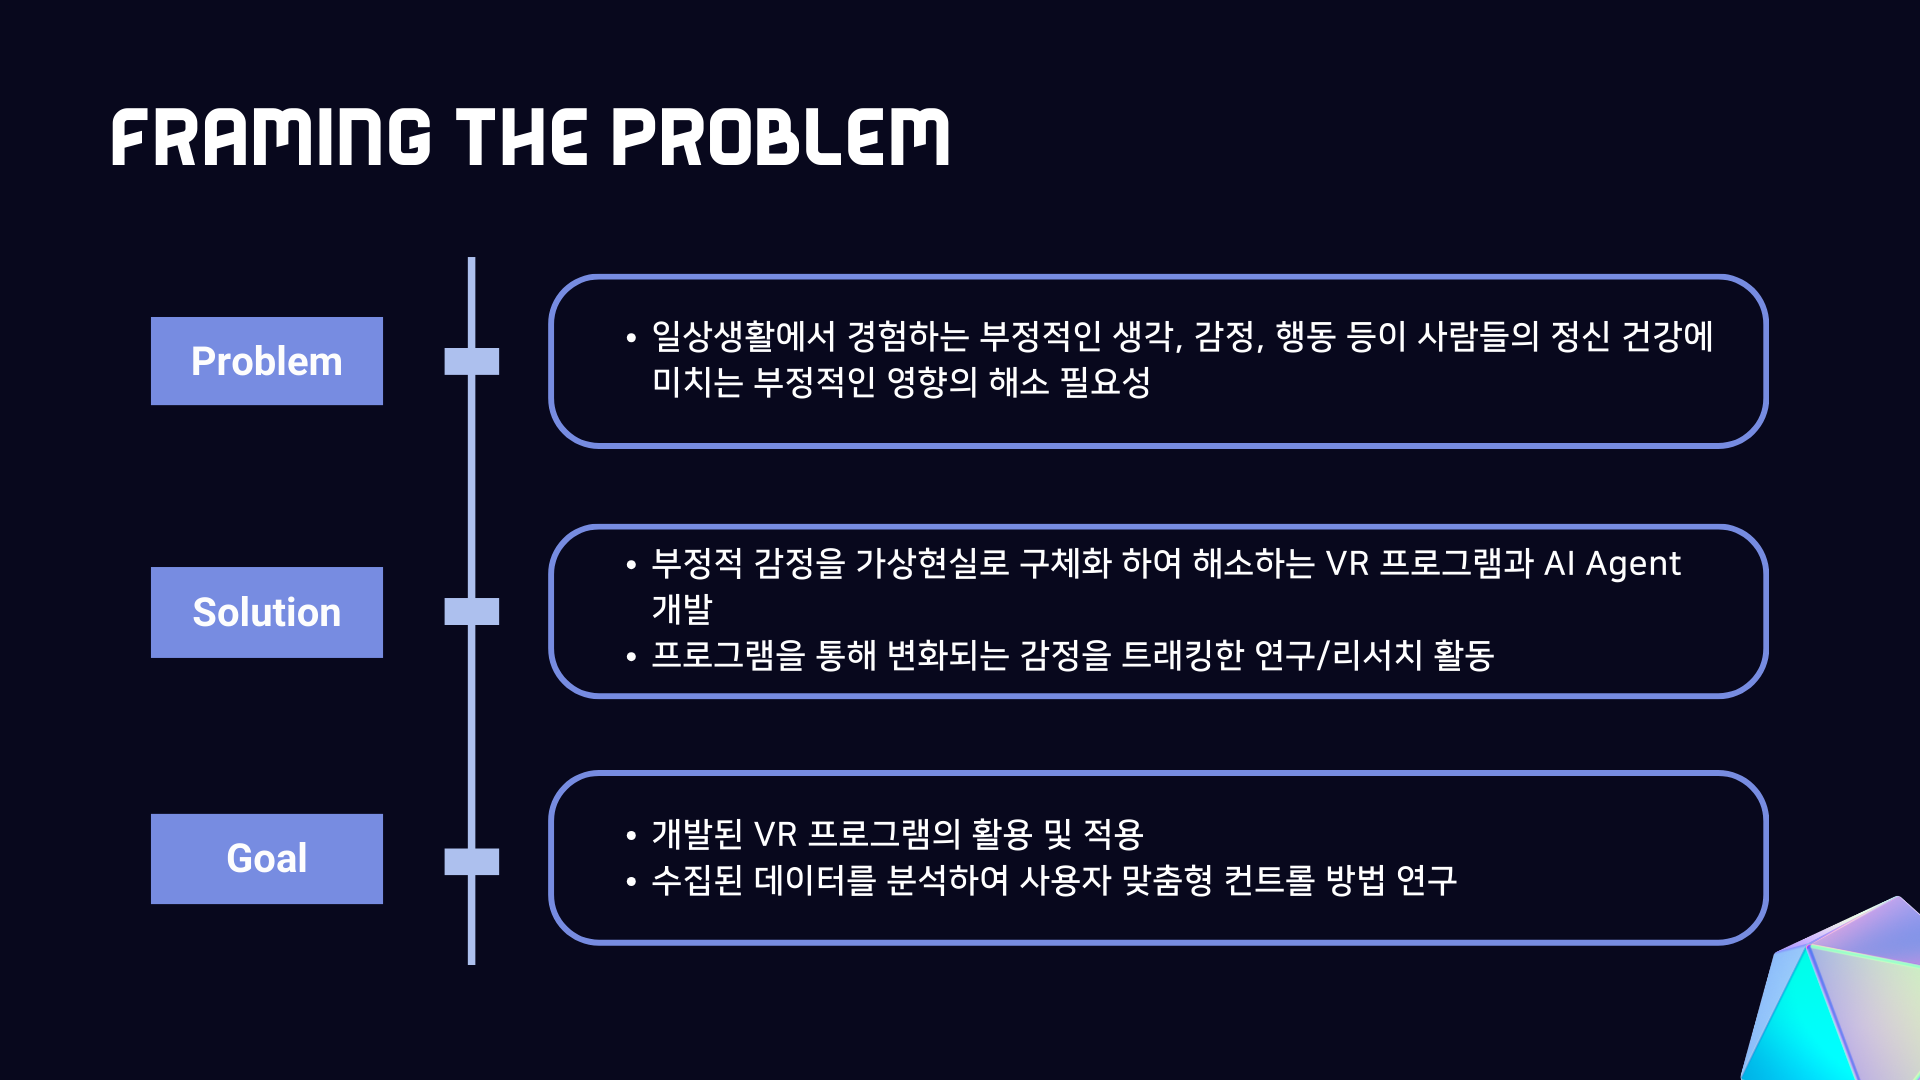 FRAMING THE PROBLEM
Problem
• 일상생활에서 경험하는 부정적인 생각, 감정, 행동 등이 사람들의 정신 건강에
미치는 부정적인 영향의 해소 필요성
Solution
• 부정적 감정을 가상현실로 구체화 하여 해소하는 VR 프로그램과 AI Agent
개발
• 프로그램을 통해 변화되는 감정을 트래킹한 연구/리서치 활동
Goal
• 개발된 VR 프로그램의 활용 및 적용
• 수집된 데이터를 분석하여 사용자 맞춤형 컨트롤 방법 연구